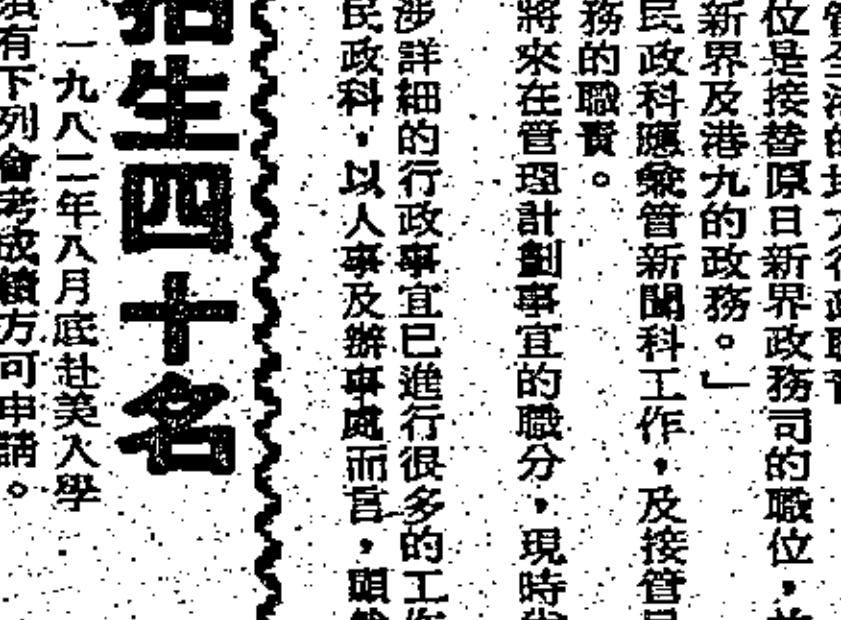 位是接替原日新界政務司的職位，
新界及港九的政務。」
民政科應兼管新聞科工作，及接管
務的職責。
將來在管理計劃事宜的職分，現時
涉詳細的行政事宜已進行很多的工作
民政科，以人事及辦事處而言，顯
招生四十名
一九八二年八月底赴美入學
須有下列會考成績方可申請。